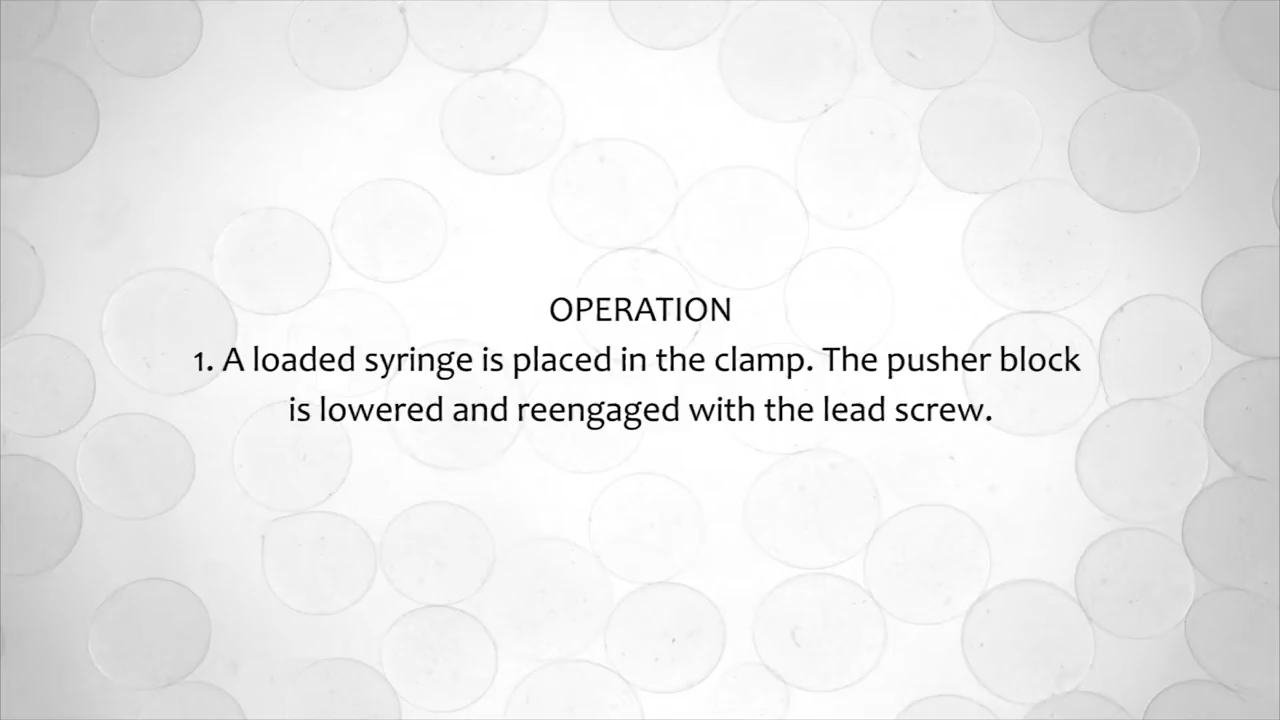 OPERATION
1. A loaded syringe is placed in the clamp. The pusher block
is lowered and reengaged with the lead screw.